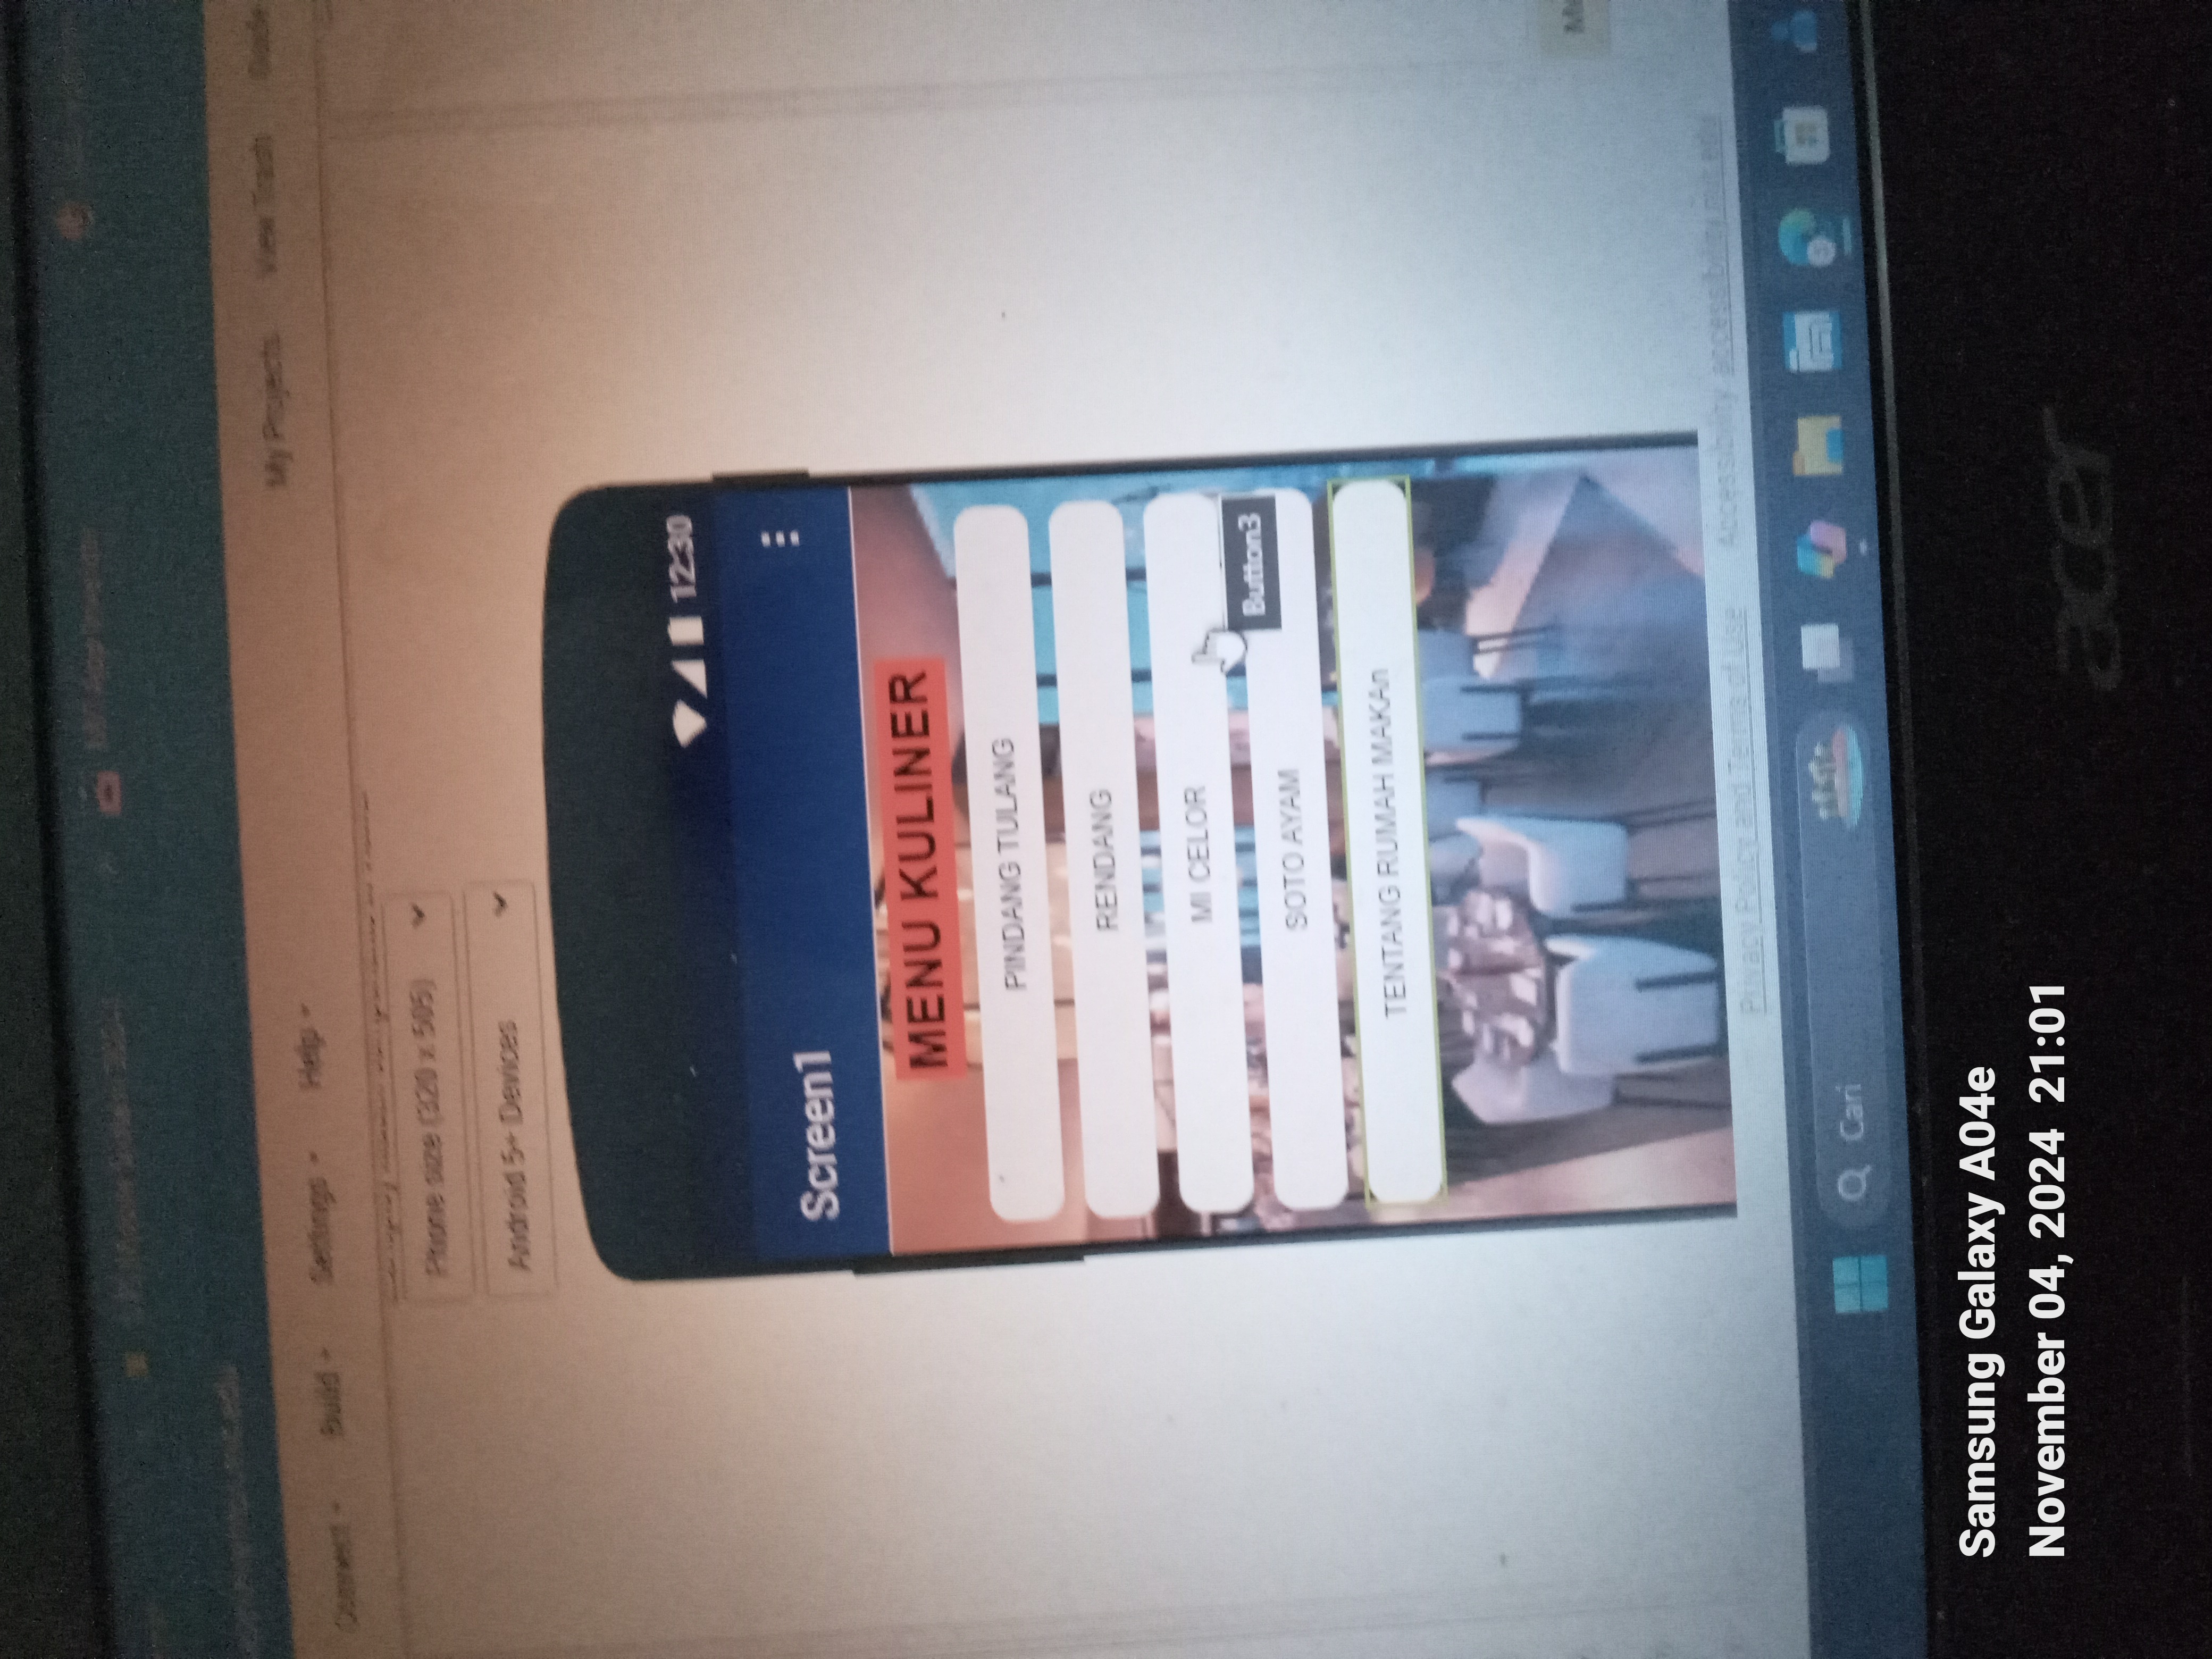 MIT App Inventor
Connect Build Settings Help My Projects View Trash Guide
Phone size (320 x 505)
Android 5+ Devices
12:30
Screen1
MENU KULINER
PINDANG TULANG
RENDANG
MI CELOR
Button3
SOTO AYAM
TENTANG RUMAH MAKAn
Privacy Policy and Terms of Use Accessibility: accessibility.mit.edu
Cari
Samsung Galaxy A04e
November 04, 2024 21:01
acer